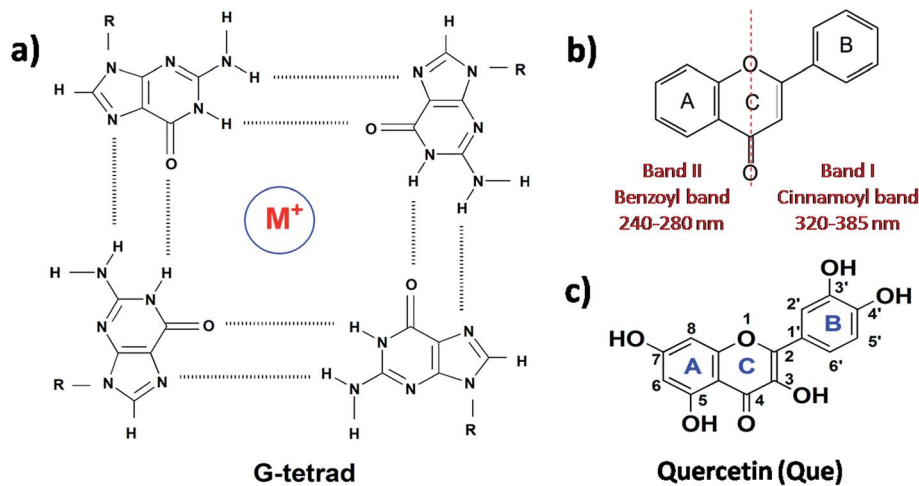 a)
R
H
N
N
N
N
H
H
N
H
O
H
N
N
R
O
N
N
H
N
H
H
M+
H
H
N
H
N
N
O
N
N
R
H
O
H
N
N
H
N
N
H
N
H
R
G-tetrad
b)
O
B
A
C
O
Band II
Benzoyl band
240-280 nm
Band I
Cinnamoyl band
320-385 nm
c)
OH
3'
OH
2'
4'
B
HO
8
1
O
1'
5'
7
2
6'
A
C
6
3
5
4
OH
OH
O
Quercetin (Que)